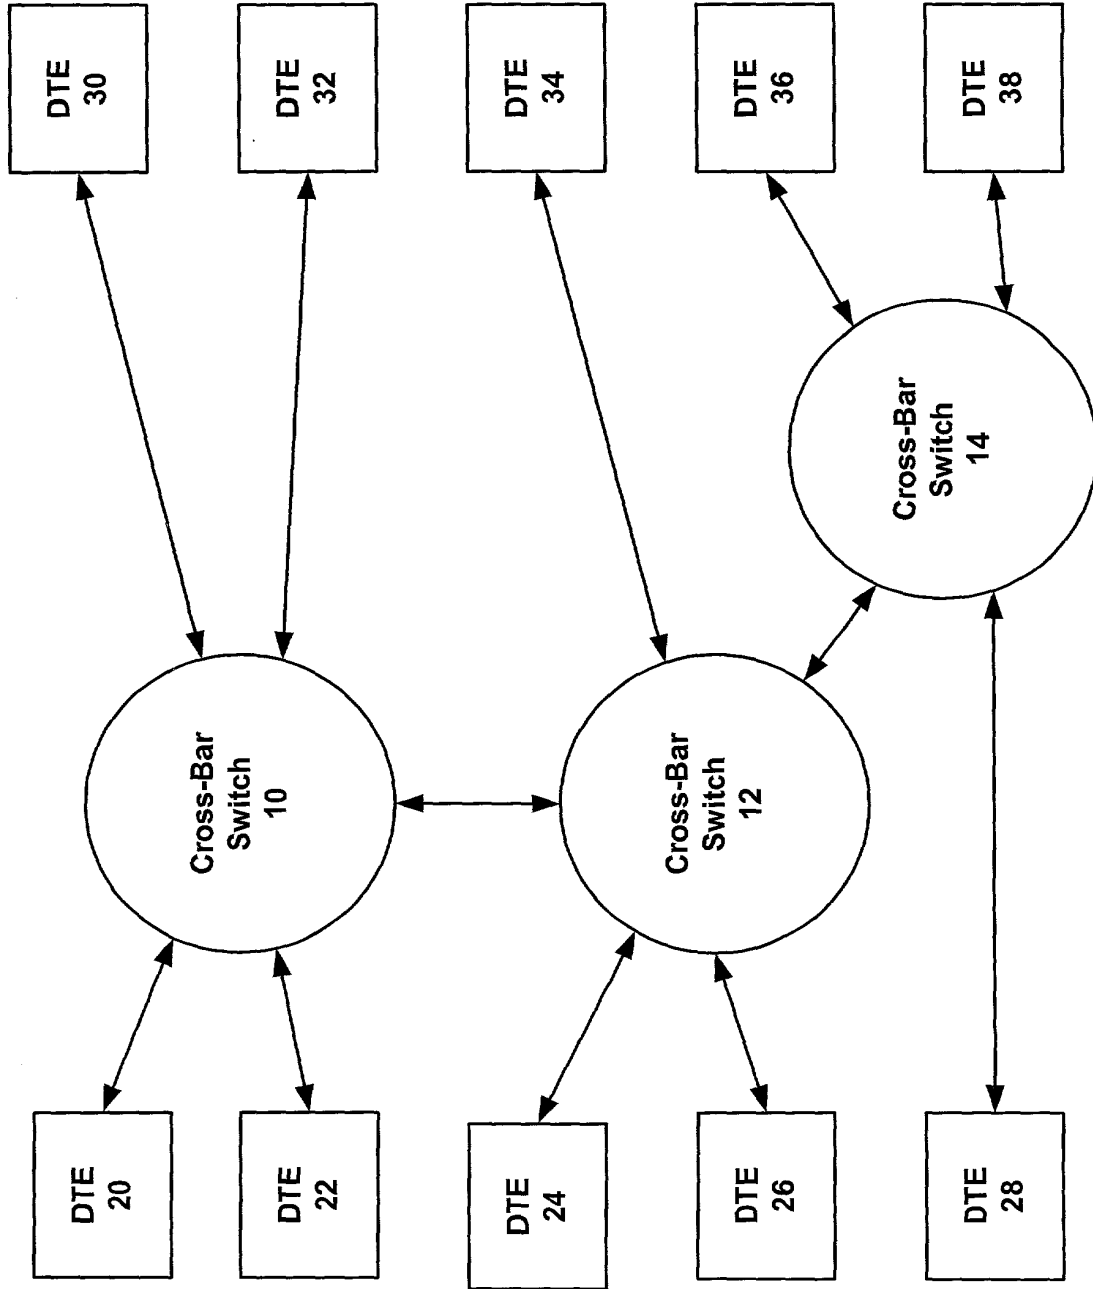 DTE
30
DTE
32
DTE
34
DTE
36
DTE
38
Cross-Bar
Switch
10
Cross-Bar
Switch
12
Cross-Bar
Switch
14
DTE
20
DTE
22
DTE
24
DTE
26
DTE
28